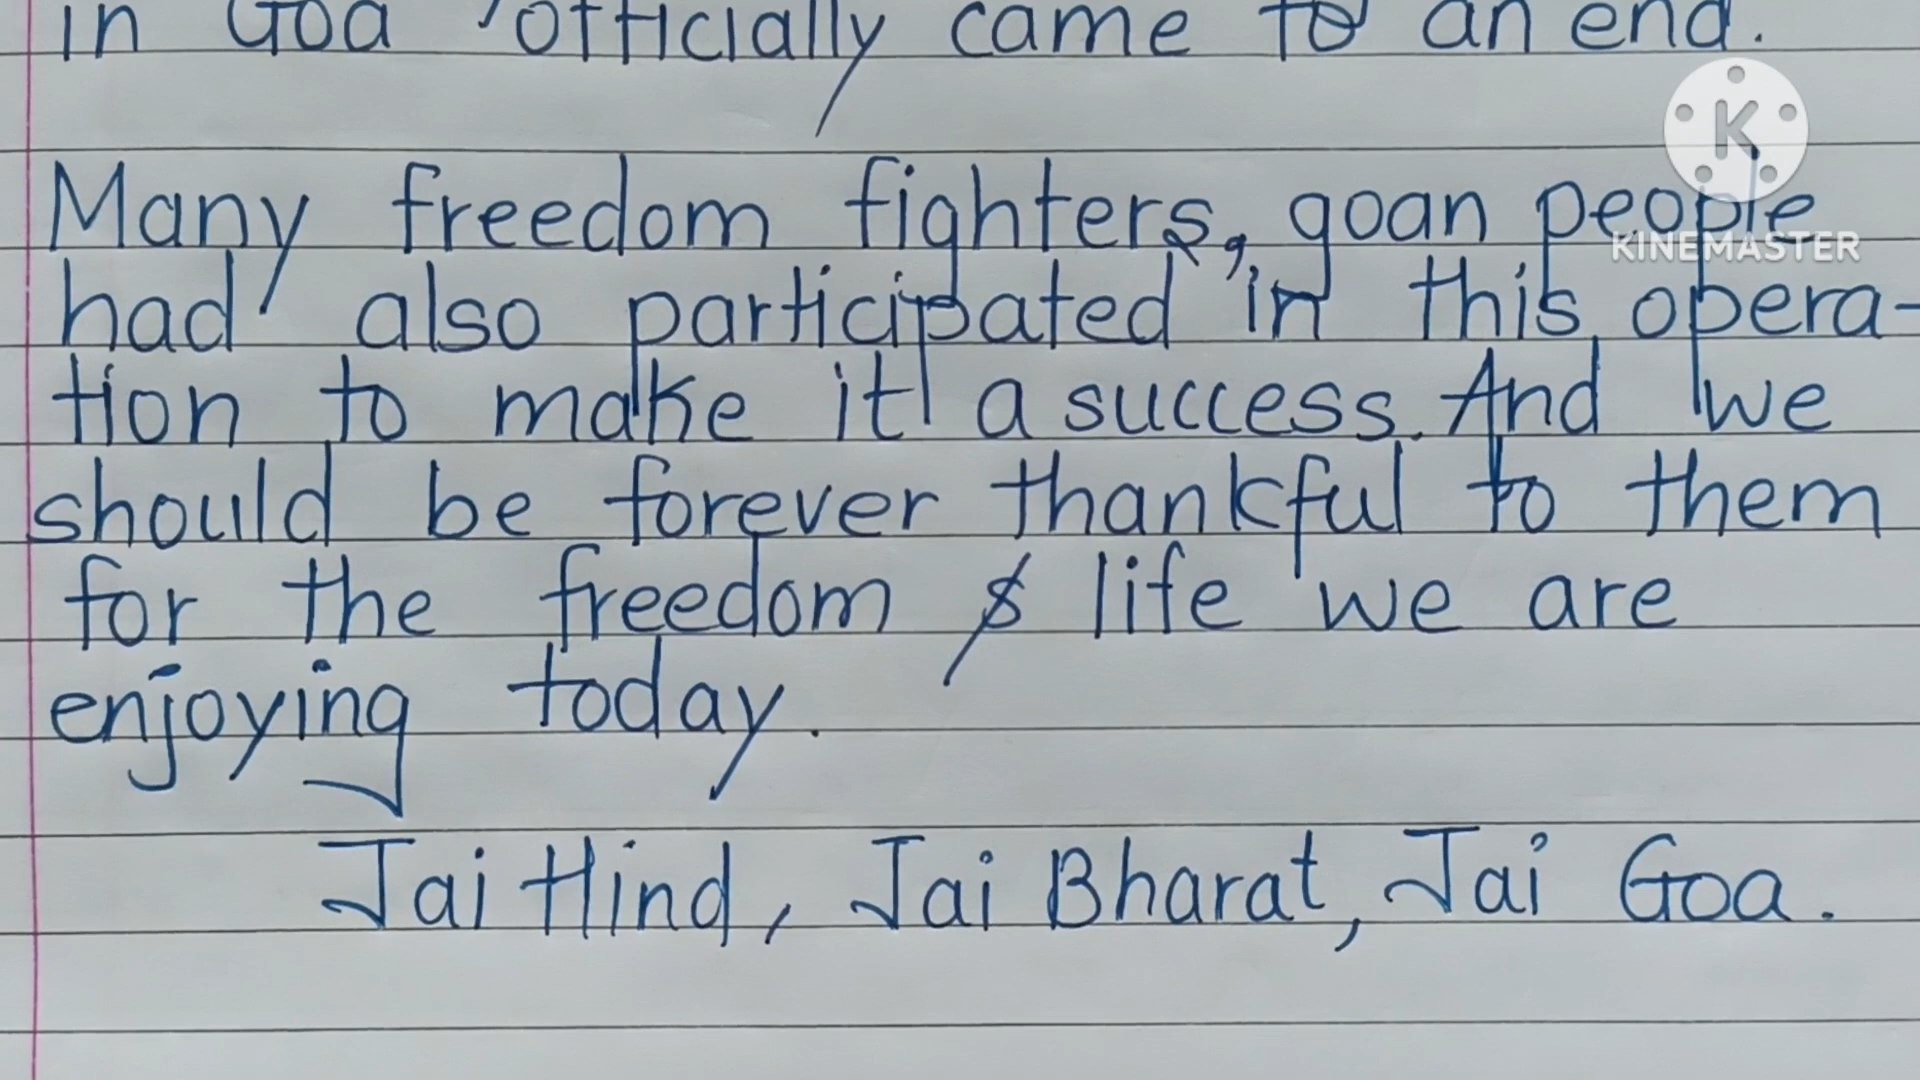 in Goa officially came to an end.
K
KINEMASTER
Many freedom fighters, goan people
had also participated in this opera-
tion to make it a success. And we
should be forever thankful to them
for the freedom & life we are
enjoying today.
Jai Hind, Jai Bharat, Jai Goa.